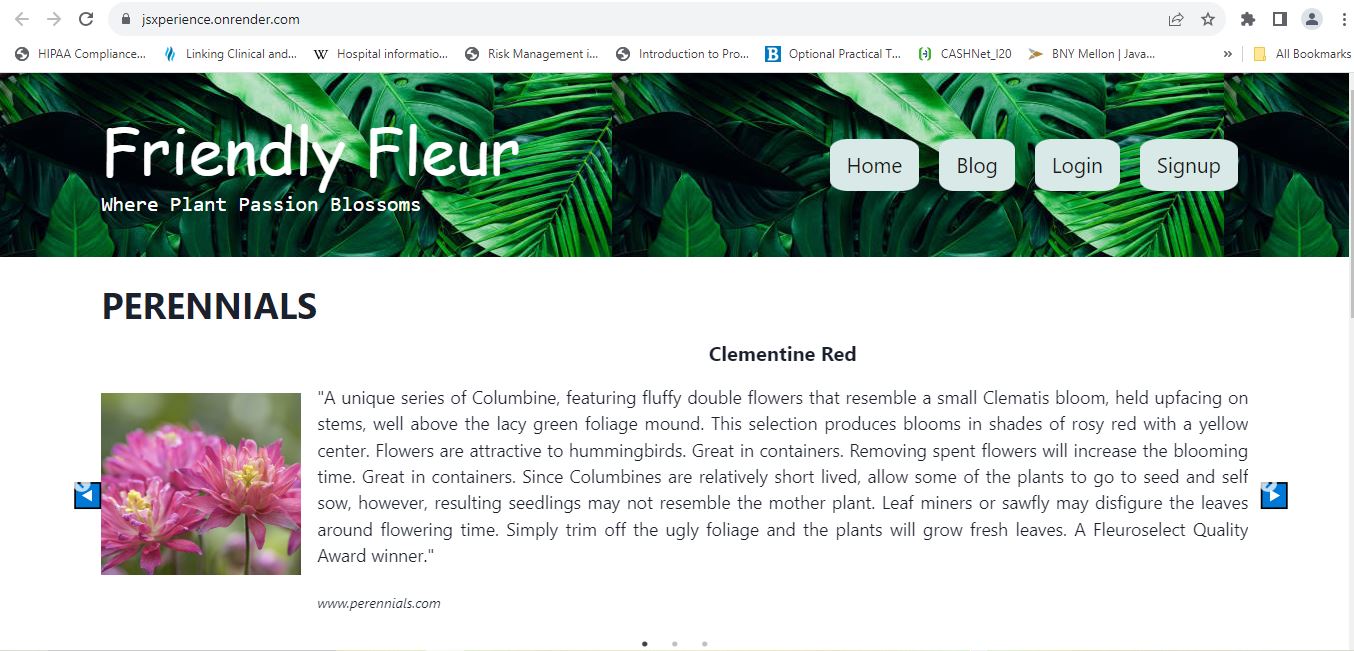 jsxperience.onrender.com
HIPAA Compliance... Linking Clinical and... Hospital informatio... Risk Management i... Introduction to Pro... Optional Practical T... CASHNet_I20 BNY Mellon | Java... » All Bookmarks
Friendly Fleur
Where Plant Passion Blossoms
Home Blog Login Signup
PERENNIALS
Clementine Red
"A unique series of Columbine, featuring fluffy double flowers that resemble a small Clematis bloom, held upfacing on
stems, well above the lacy green foliage mound. This selection produces blooms in shades of rosy red with a yellow
center. Flowers are attractive to hummingbirds. Great in containers. Removing spent flowers will increase the blooming
time. Great in containers. Since Columbines are relatively short lived, allow some of the plants to go to seed and self
sow, however, resulting seedlings may not resemble the mother plant. Leaf miners or sawfly may disfigure the leaves
around flowering time. Simply trim off the ugly foliage and the plants will grow fresh leaves. A Fleuroselect Quality
Award winner."
www.perennials.com